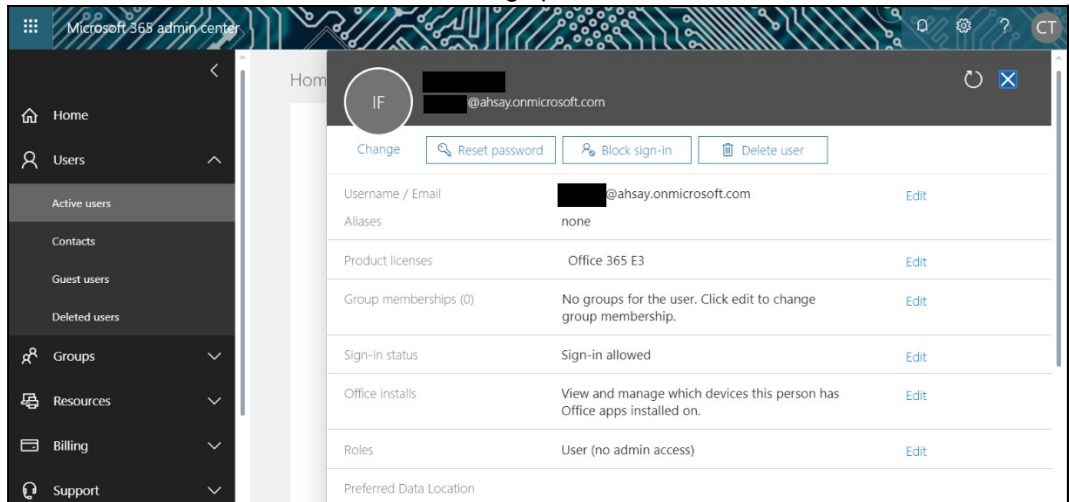 Microsoft 365 admin center
? CT
Home
Users
Active users
Contacts
Guest users
Deleted users
Groups
Resources
Billing
Support
Hom
IF
@ahsay.onmicrosoft.com
Change Reset password Block sign-in Delete user
Username / Email @ahsay.onmicrosoft.com Edit
Aliases none
Product licenses Office 365 E3 Edit
Group memberships (0) No groups for the user. Click edit to change group membership. Edit
Sign-in status Sign-in allowed Edit
Office installs View and manage which devices this person has Office apps installed on. Edit
Roles User (no admin access) Edit
Preferred Data Location